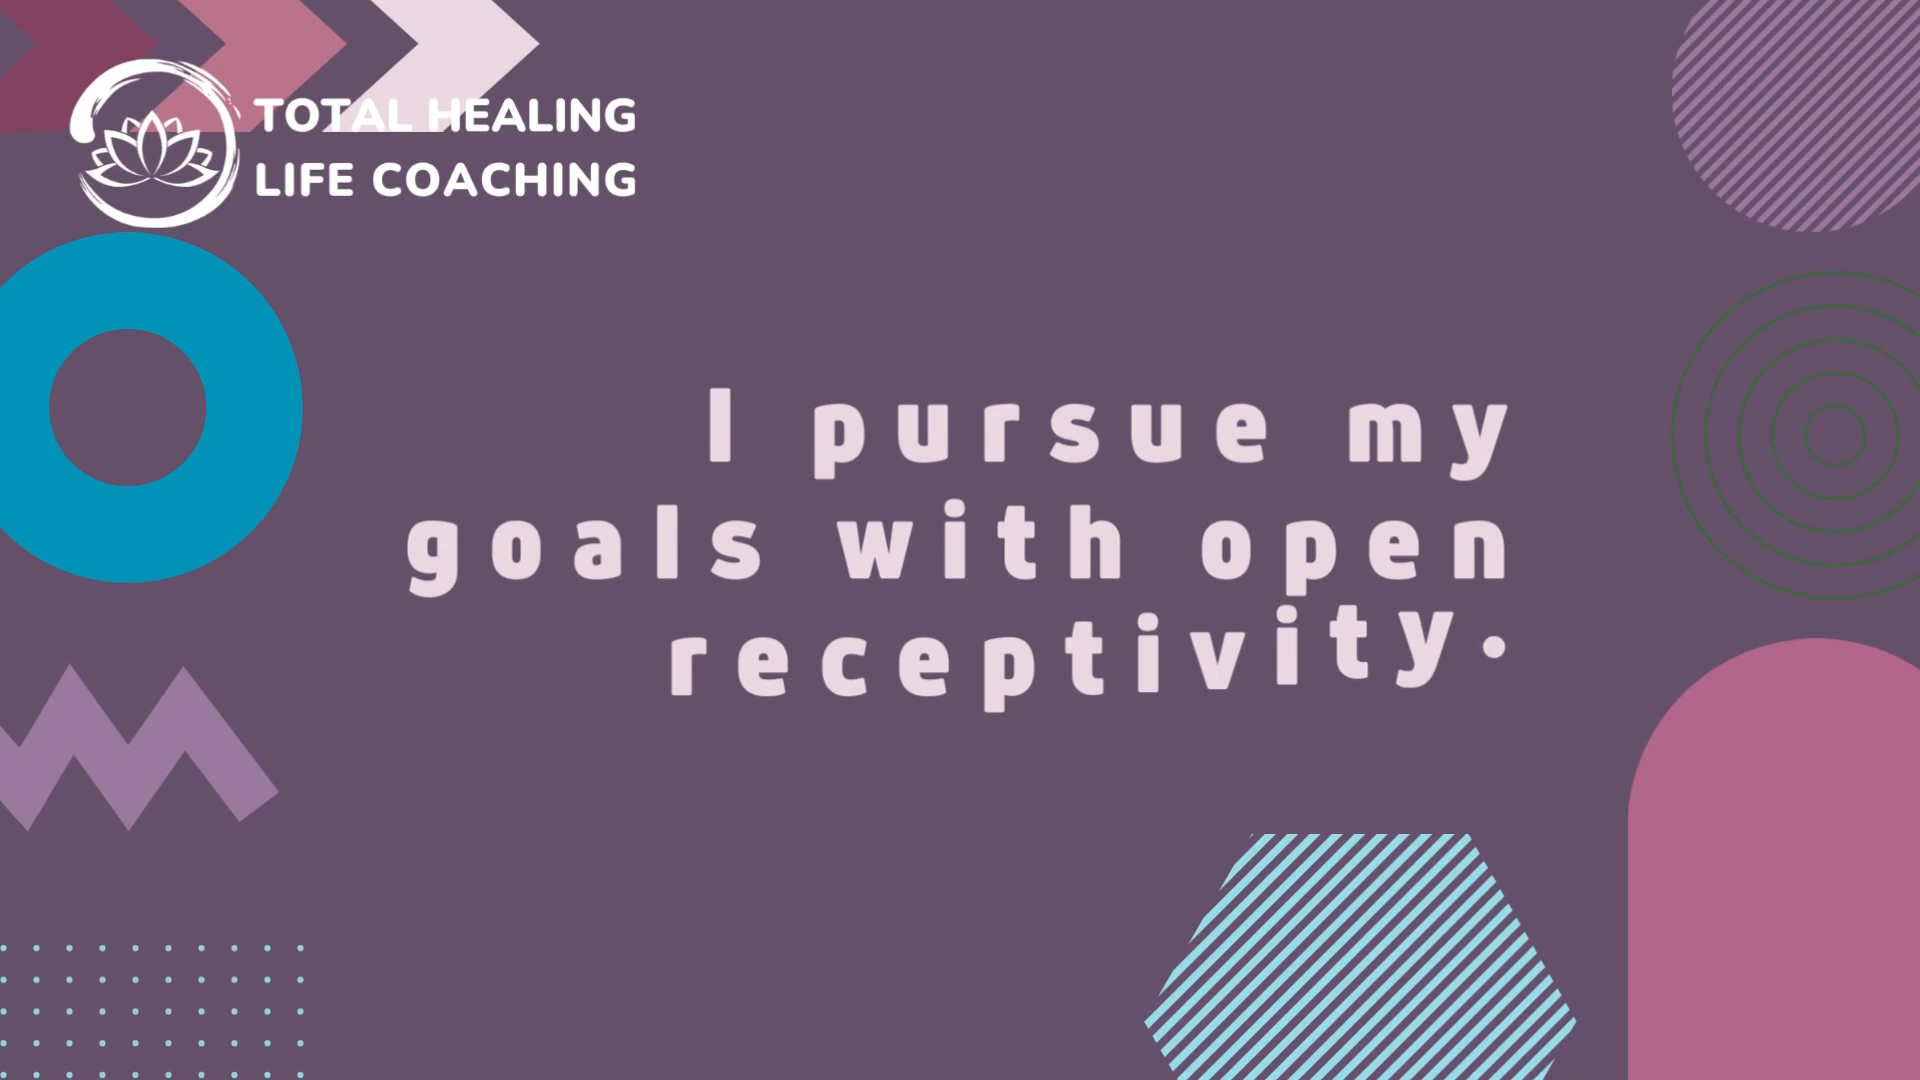 TOTAL HEALING
LIFE COACHING
I pursue my
goals with open
receptivity.